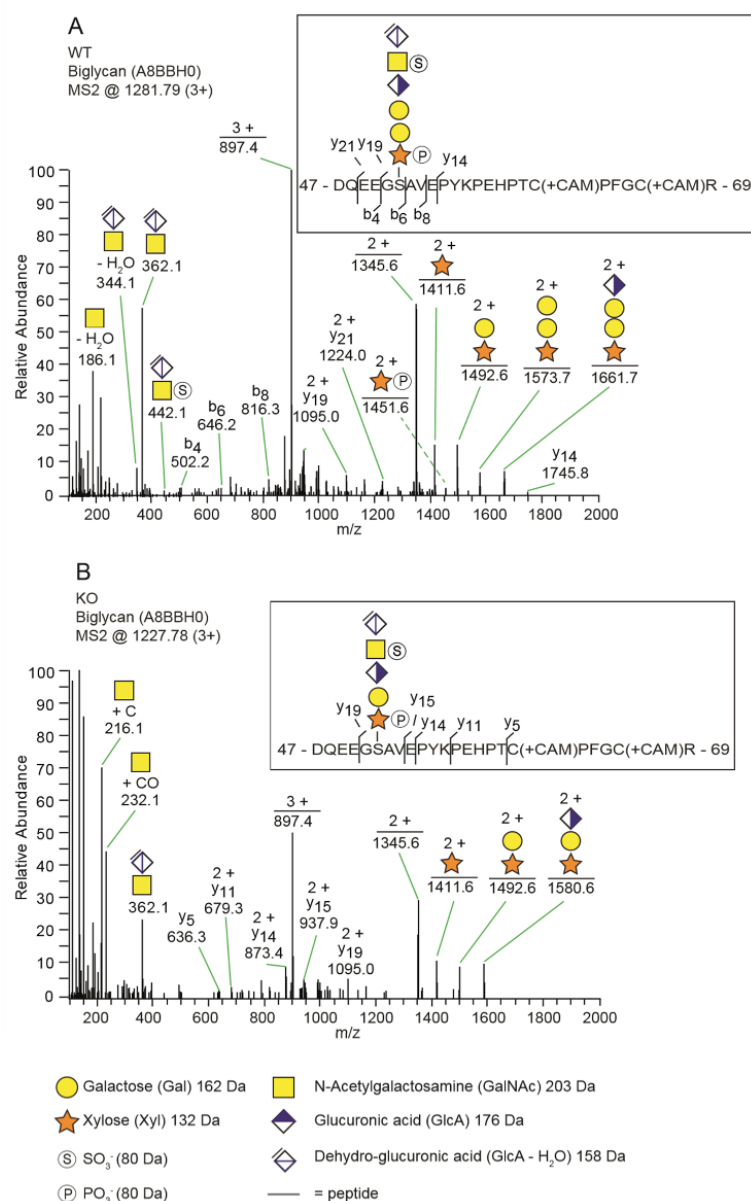 A
WT
Biglycan (A8BBH0)
MS2 @ 1281.79 (3+)
S
P
y21 y19 y14
47 - DQEEGSAVEPYKPEHPTC(+CAM)PFGC(+CAM)R - 69
b4 b6 b8
3 +
897.4
- H2O
344.1
362.1
- H2O
186.1
S
442.1
b4
502.2
b6
646.2
b8
816.3
2 +
y19
1095.0
2 +
y21
1224.0
2 +
P
1451.6
2 +
1345.6
2 +
1411.6
2 +
1492.6
2 +
1573.7
2 +
1661.7
y14
1745.8
Relative Abundance
100
90
80
70
60
50
40
30
20
10
0
200 400 600 800 1000 1200 1400 1600 1800 2000
m/z
B
KO
Biglycan (A8BBH0)
MS2 @ 1227.78 (3+)
S
P
y19 y15 y14 y11 y5
47 - DQEEGSAVEPYKPEHPTC(+CAM)PFGC(+CAM)R - 69
+ C
216.1
+ CO
232.1
362.1
y5
636.3
2 +
y11
679.3
2 +
y14
873.4
3 +
897.4
2 +
y15
937.9
2 +
y19
1095.0
2 +
1345.6
2 +
1411.6
2 +
1492.6
2 +
1580.6
Relative Abundance
100
90
80
70
60
50
40
30
20
10
0
200 400 600 800 1000 1200 1400 1600 1800 2000
m/z
Galactose (Gal) 162 Da
N-Acetylgalactosamine (GalNAc) 203 Da
Xylose (Xyl) 132 Da
Glucuronic acid (GlcA) 176 Da
S SO3- (80 Da)
Dehydro-glucuronic acid (GlcA - H2O) 158 Da
P PO3- (80 Da)
= peptide